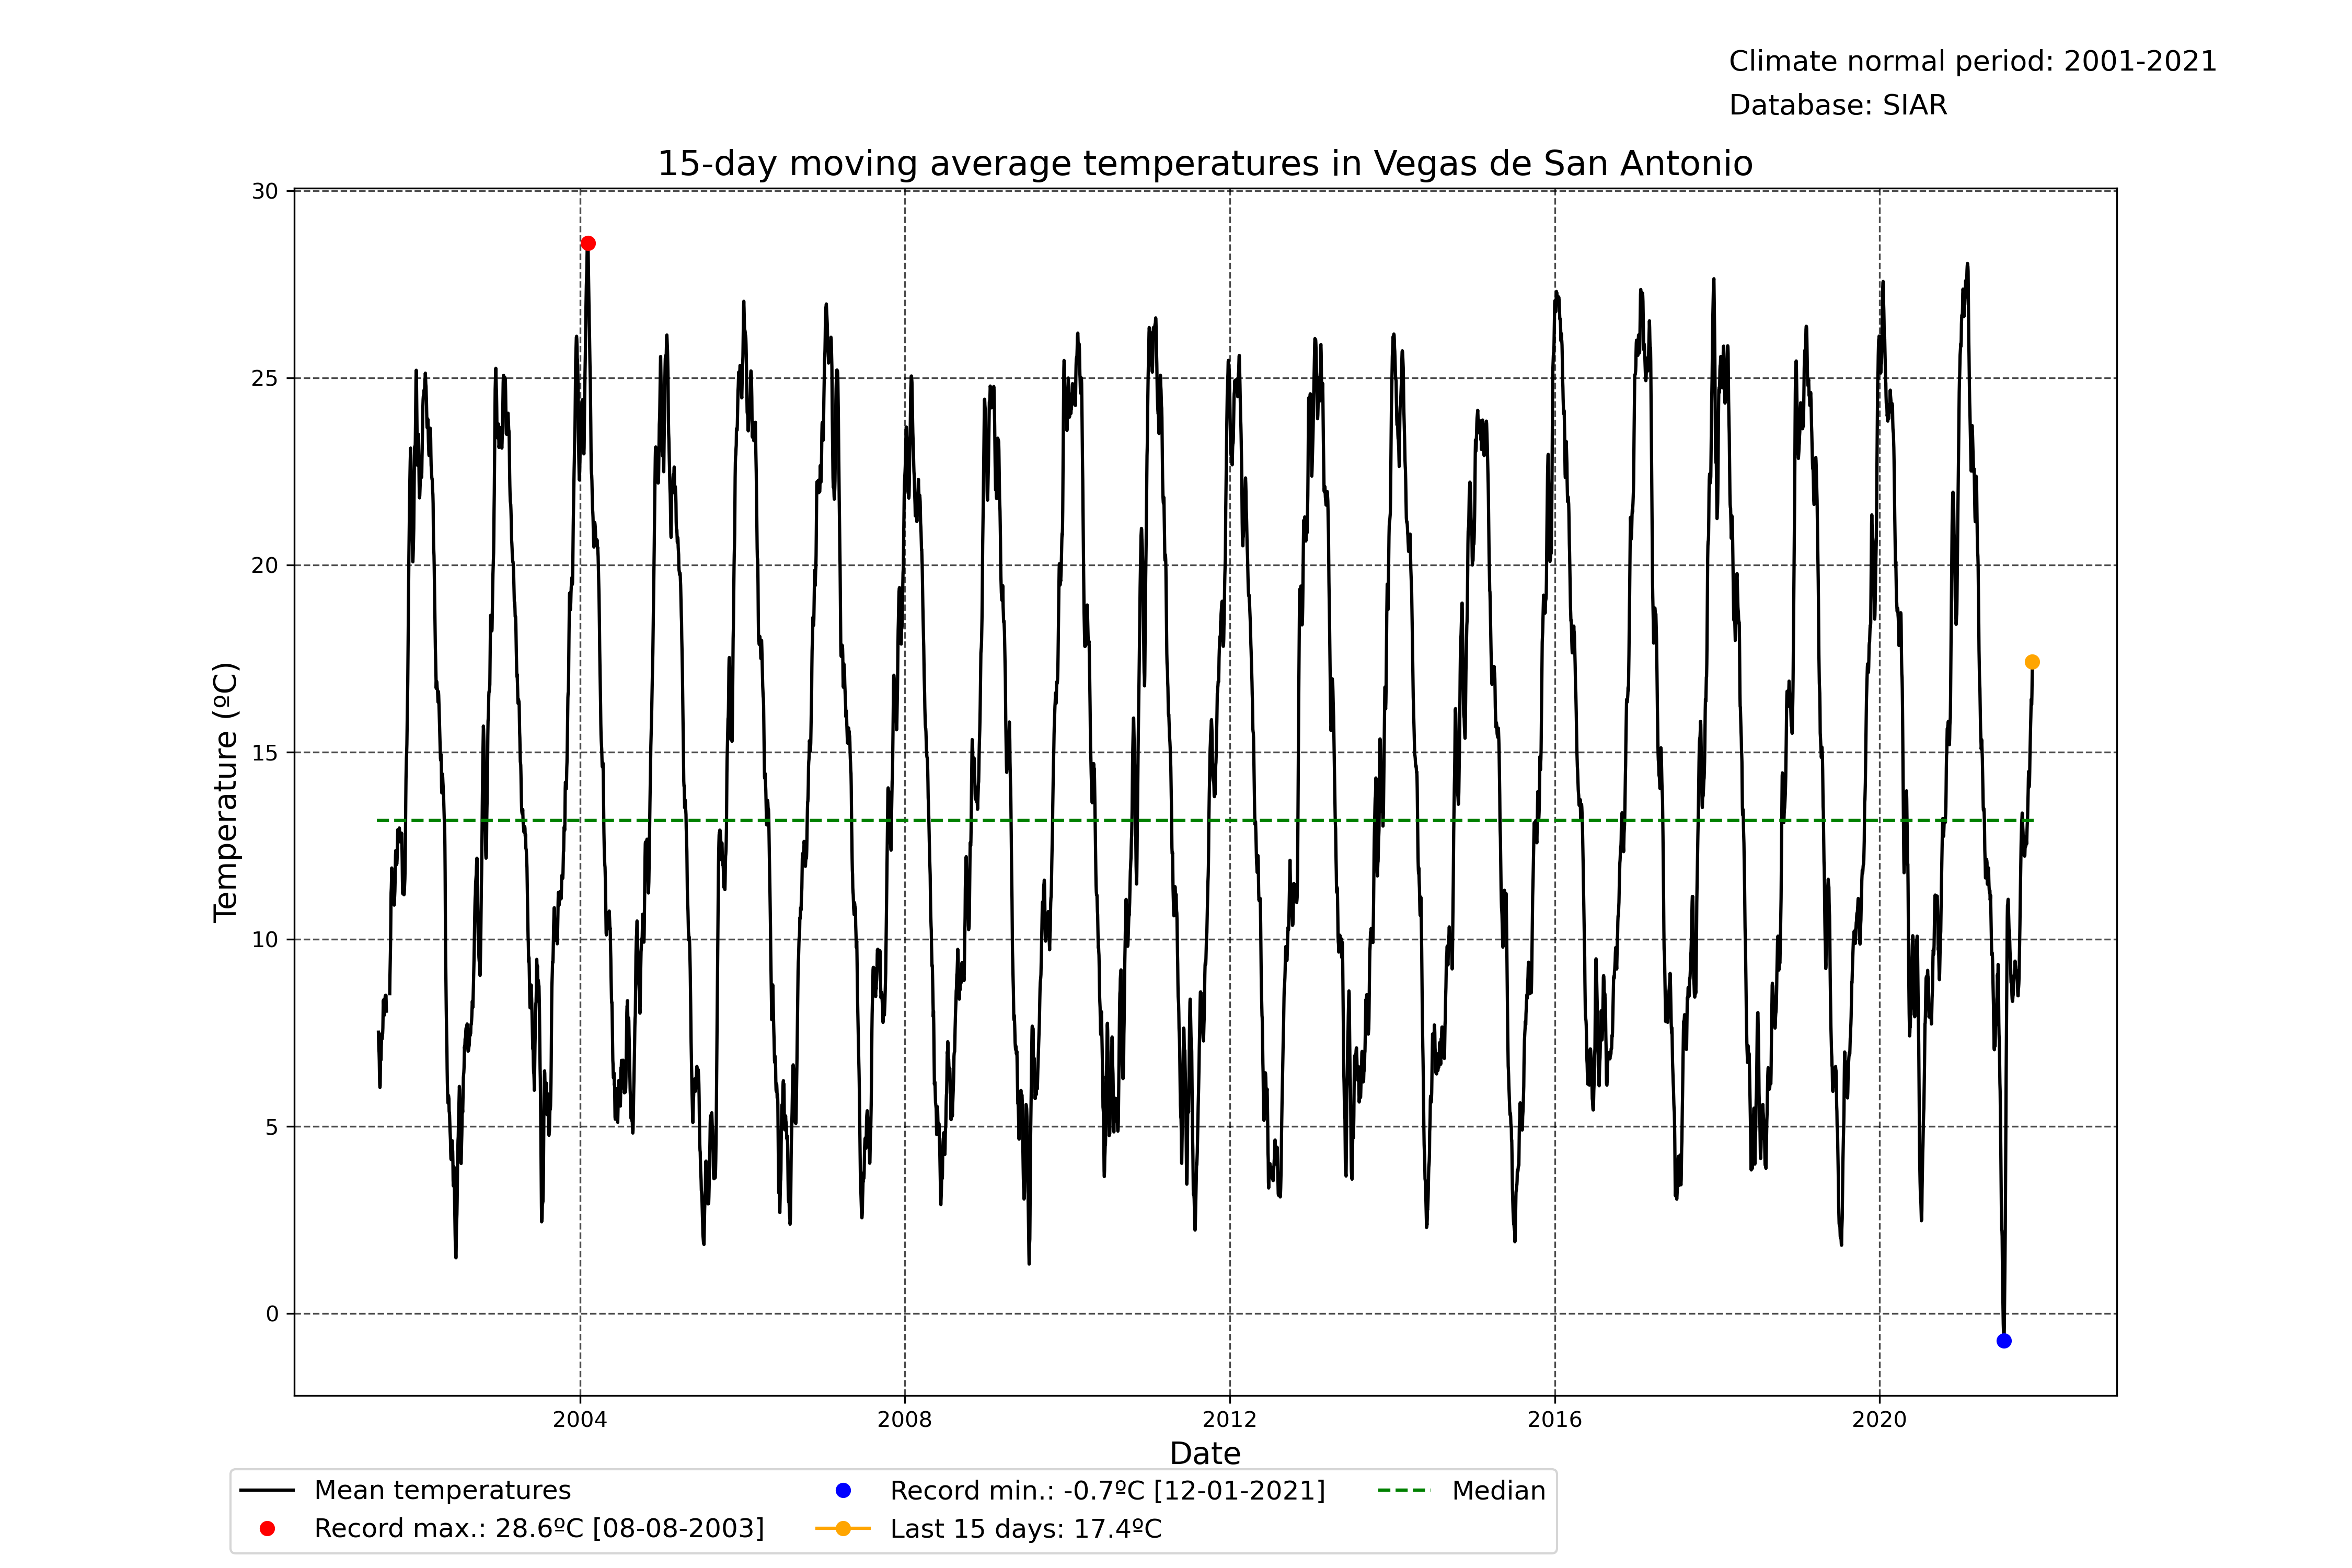 Climate normal period: 2001-2021
Database: SIAR
15-day moving average temperatures in Vegas de San Antonio
30
25
20
15
10
5
0
Temperature (ºC)
2004 2008 2012 2016 2020
Date
Mean temperatures
Record max.: 28.6ºC [08-08-2003]
Record min.: -0.7ºC [12-01-2021]
Last 15 days: 17.4ºC
Median